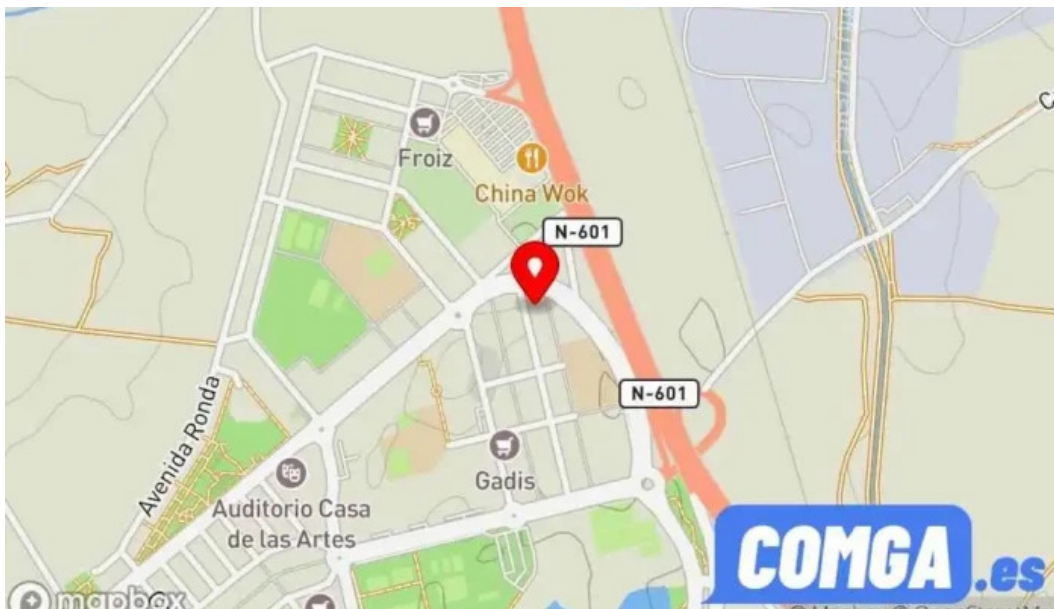 Froiz
China Wok
N-601
N-601
Avenida Ronda
Gadis
Auditorio Casa
de las Artes
COMGA.es
mapbox